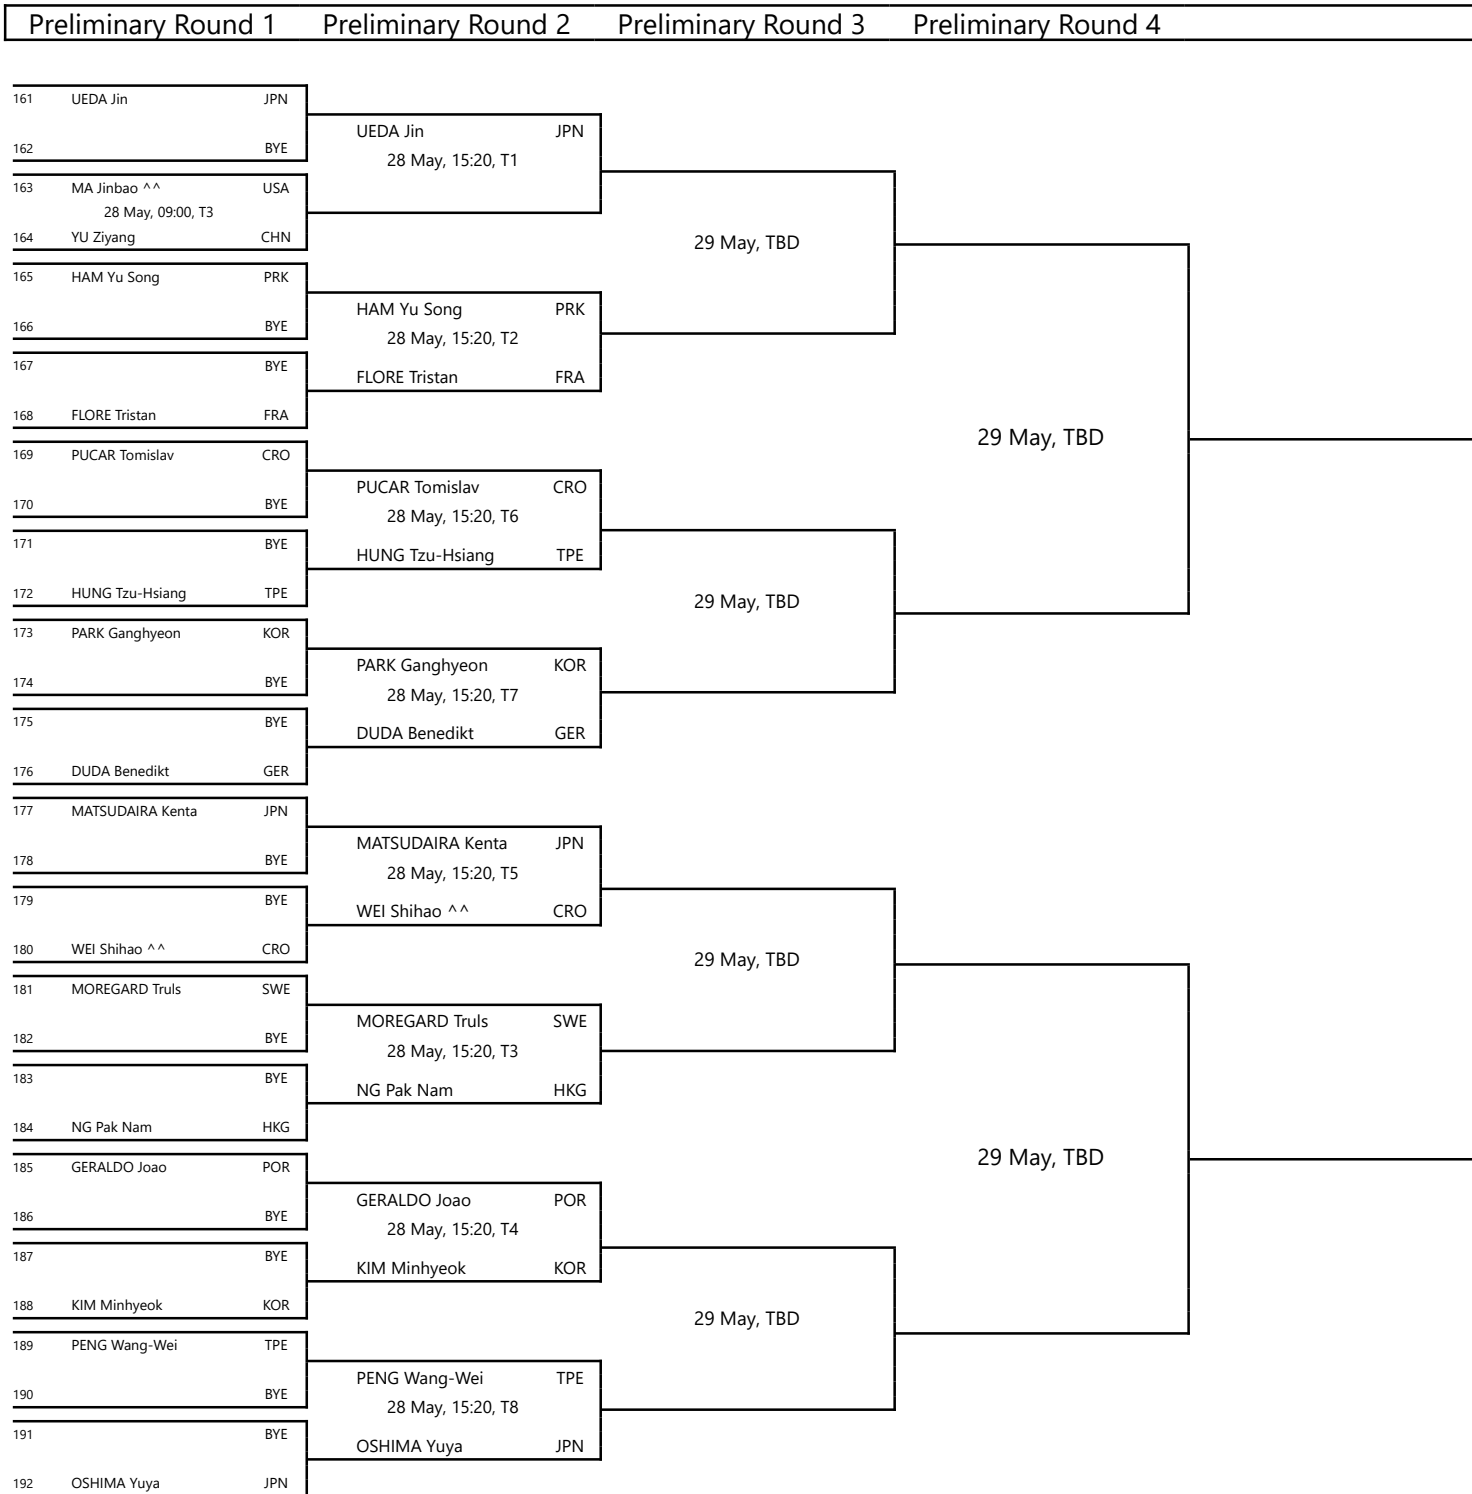 Preliminary Round 1 Preliminary Round 2 Preliminary Round 3 Preliminary Round 4
161 UEDA Jin JPN
162 BYE
163 MA Jinbao ^^ USA
28 May, 09:00, T3
164 YU Ziyang CHN
165 HAM Yu Song PRK
166 BYE
167 BYE
168 FLORE Tristan FRA
169 PUCAR Tomislav CRO
170 BYE
171 BYE
172 HUNG Tzu-Hsiang TPE
173 PARK Ganghyeon KOR
174 BYE
175 BYE
176 DUDA Benedikt GER
177 MATSUDAIRA Kenta JPN
178 BYE
179 BYE
180 WEI Shihao ^^ CRO
181 MOREGARD Truls SWE
182 BYE
183 BYE
184 NG Pak Nam HKG
185 GERALDO Joao POR
186 BYE
187 BYE
188 KIM Minhyeok KOR
189 PENG Wang-Wei TPE
190 BYE
191 BYE
192 OSHIMA Yuya JPN
UEDA Jin JPN
28 May, 15:20, T1
HAM Yu Song PRK
28 May, 15:20, T2
FLORE Tristan FRA
PUCAR Tomislav CRO
28 May, 15:20, T6
HUNG Tzu-Hsiang TPE
PARK Ganghyeon KOR
28 May, 15:20, T7
DUDA Benedikt GER
MATSUDAIRA Kenta JPN
28 May, 15:20, T5
WEI Shihao ^^ CRO
MOREGARD Truls SWE
28 May, 15:20, T3
NG Pak Nam HKG
GERALDO Joao POR
28 May, 15:20, T4
KIM Minhyeok KOR
PENG Wang-Wei TPE
28 May, 15:20, T8
OSHIMA Yuya JPN
29 May, TBD
29 May, TBD
29 May, TBD
29 May, TBD
29 May, TBD
29 May, TBD